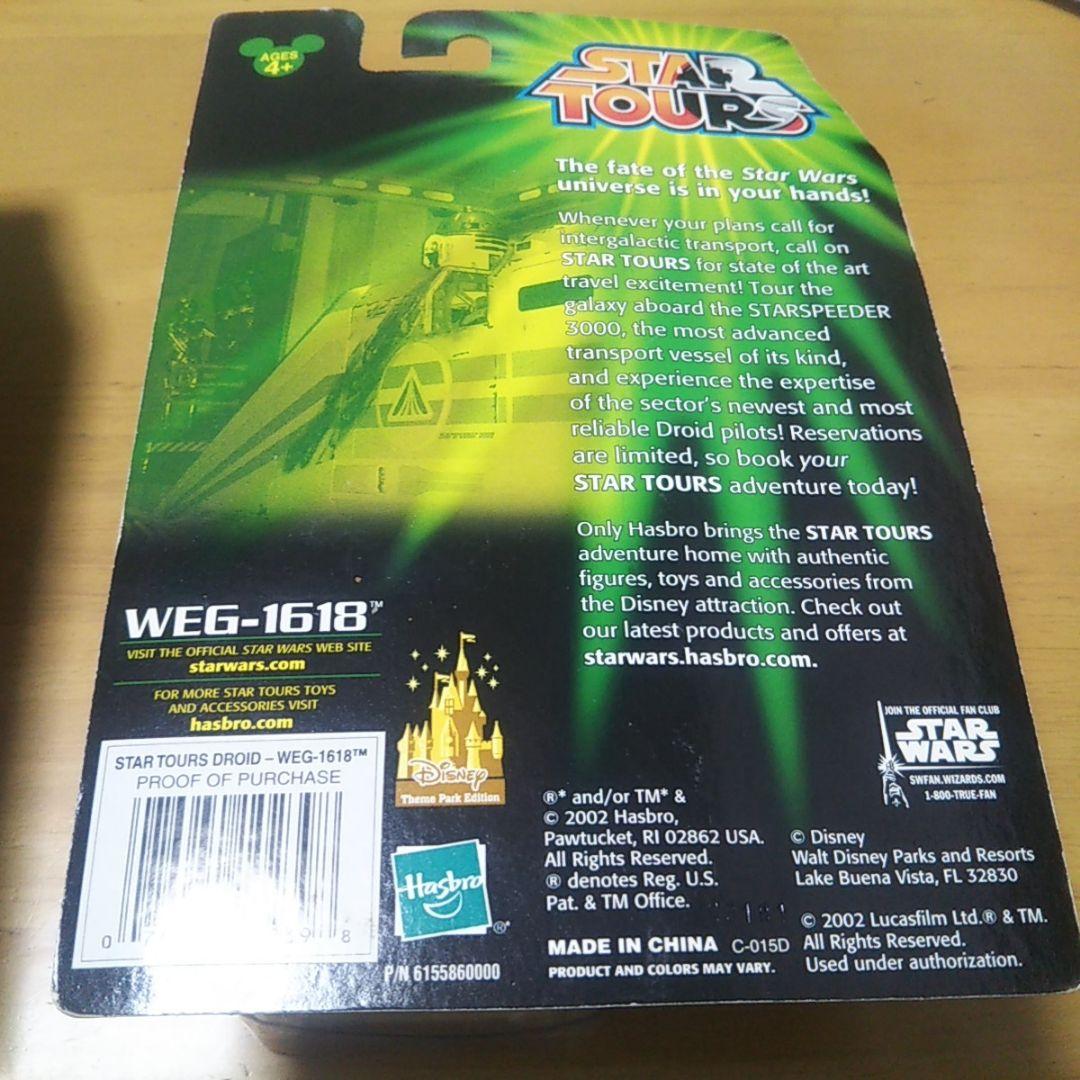 AGES
4+
STAR
TOURS
The fate of the Star Wars
universe is in your hands!
Whenever your plans call for
intergalactic transport, call on
STAR TOURS for state of the art
travel excitement! Tour the
galaxy aboard the STARSPEEDER
3000, the most advanced
transport vessel of its kind,
and experience the expertise
of the sector's newest and most
reliable Droid pilots! Reservations
are limited, so book your
STAR TOURS adventure today!
Only Hasbro brings the STAR TOURS
adventure home with authentic
figures, toys and accessories from
the Disney attraction. Check out
our latest products and offers at
starwars.hasbro.com.
WEG-1618™
VISIT THE OFFICIAL STAR WARS WEB SITE
starwars.com
FOR MORE STAR TOURS TOYS
AND ACCESSORIES VISIT
hasbro.com
STAR TOURS DROID – WEG-1618™
PROOF OF PURCHASE
0 9 8
Disney
Theme Park Edition
Hasbro
®*
P/N 6155860000
JOIN THE OFFICIAL FAN CLUB
STAR
WARS
SWFAN.WIZARDS.COM
1-800-TRUE-FAN
®* and/or TM* &
© 2002 Hasbro,
Pawtucket, RI 02862 USA.
All Rights Reserved.
® denotes Reg. U.S.
Pat. & TM Office.
MADE IN CHINA C-015D
PRODUCT AND COLORS MAY VARY.
© Disney
Walt Disney Parks and Resorts
Lake Buena Vista, FL 32830
© 2002 Lucasfilm Ltd.® & TM.
All Rights Reserved.
Used under authorization.